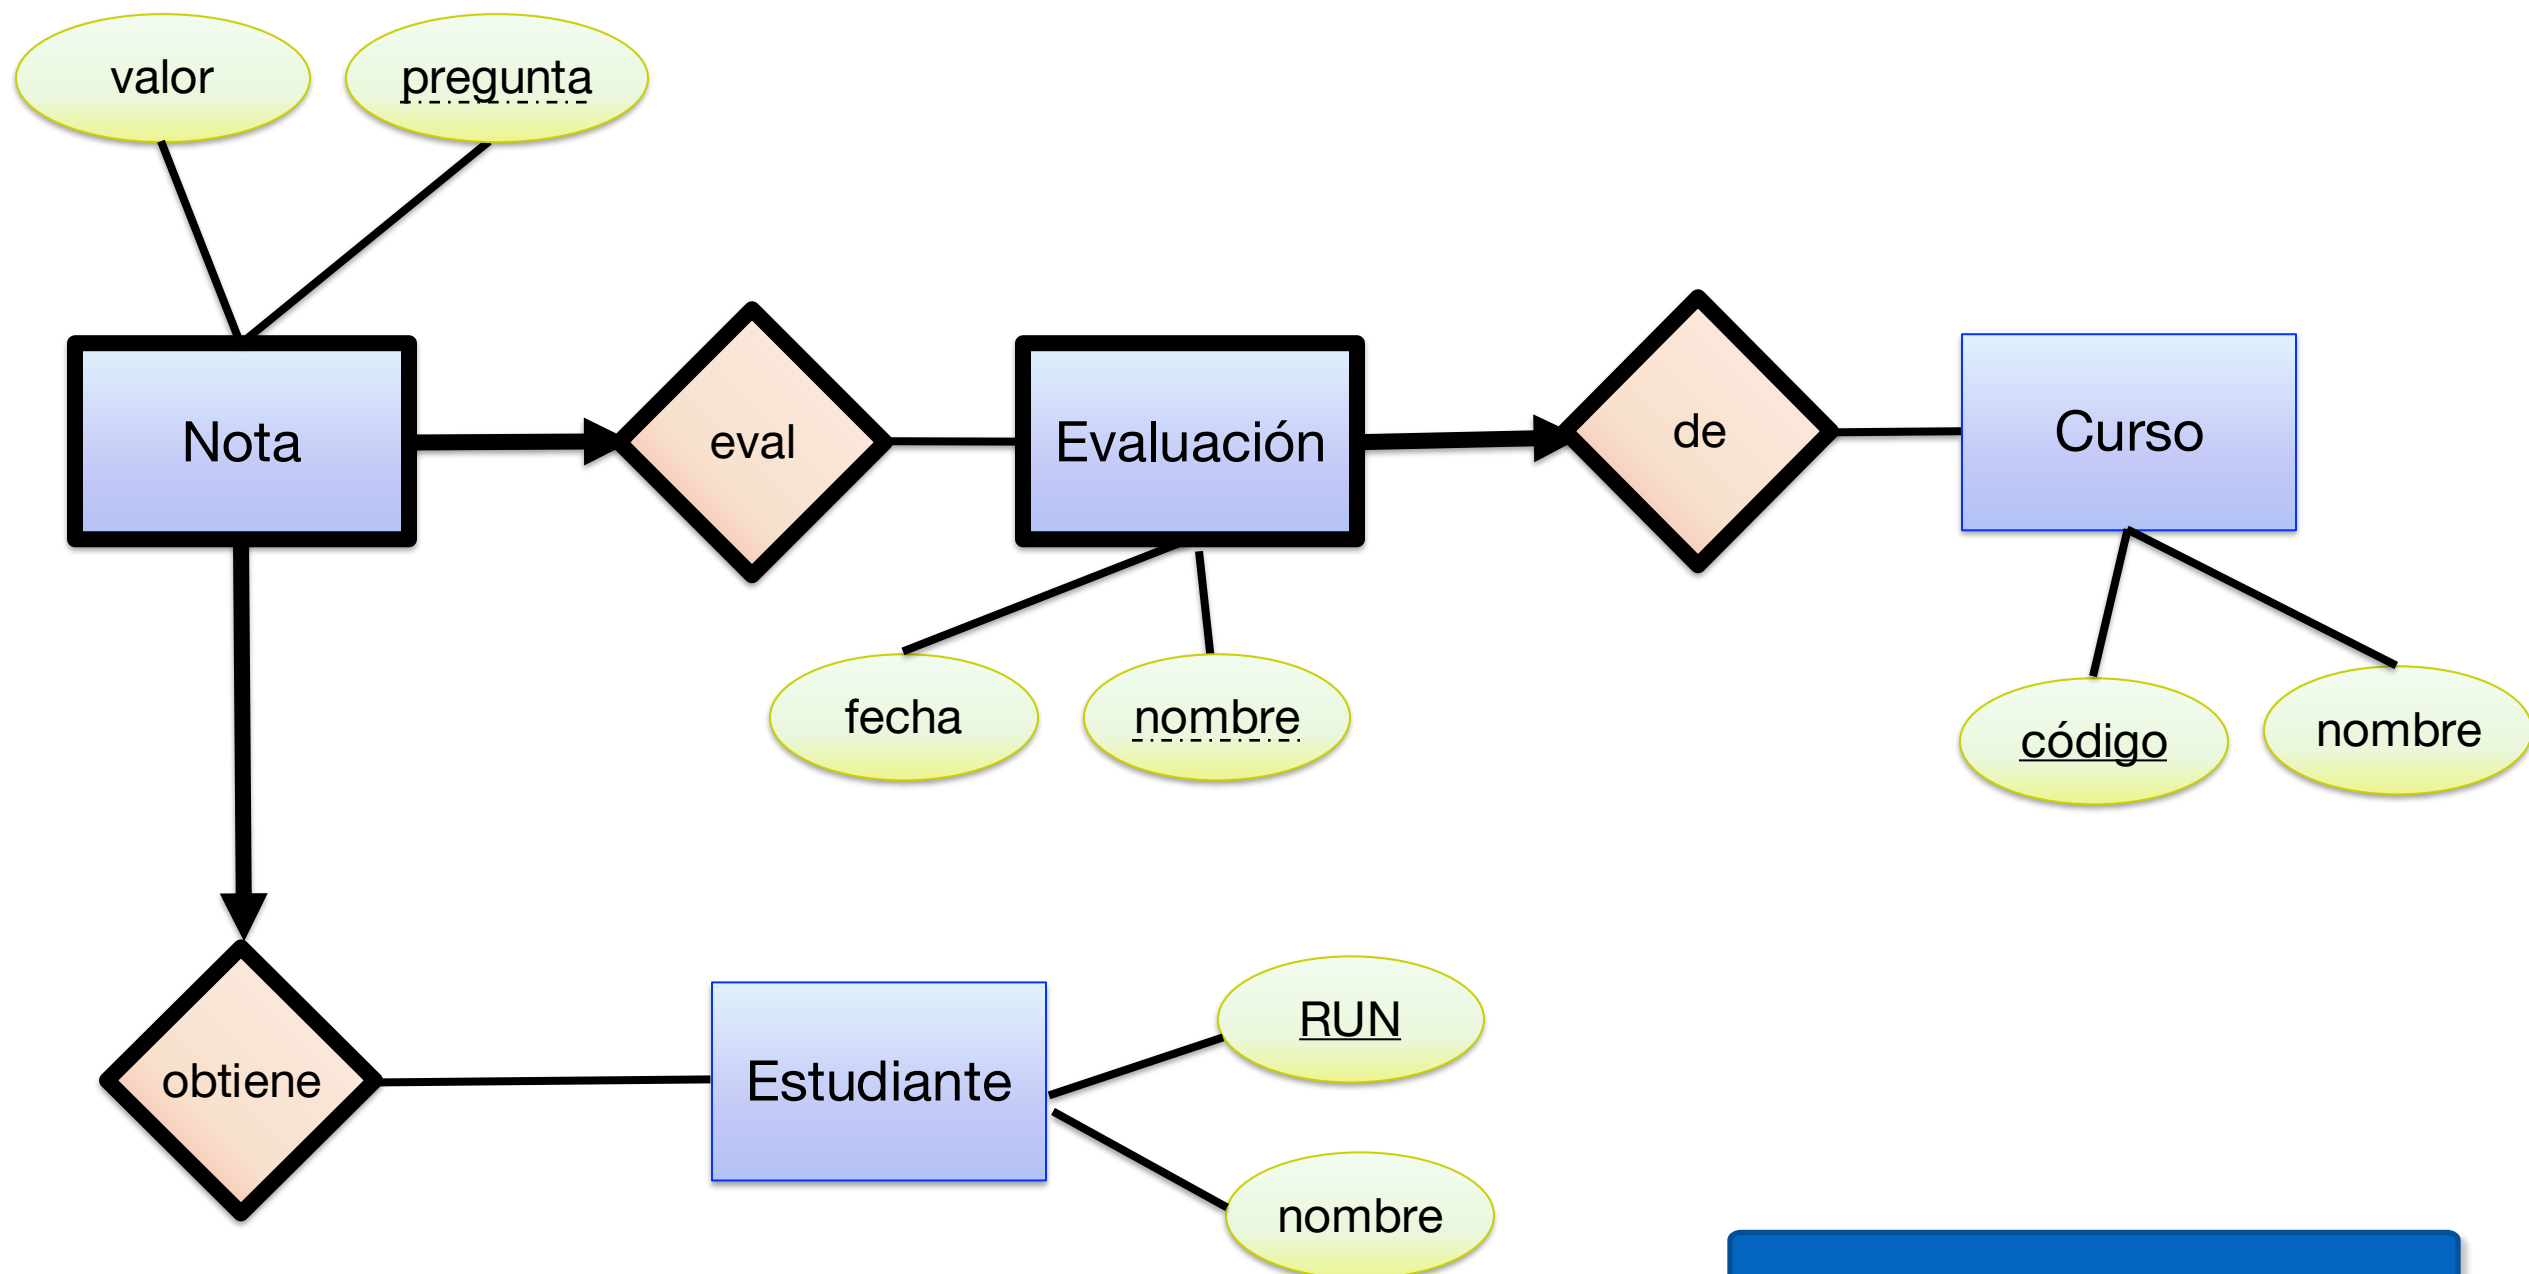 valor
pregunta
Nota
eval
Evaluación
de
Curso
fecha
nombre
código
nombre
obtiene
Estudiante
RUN
nombre